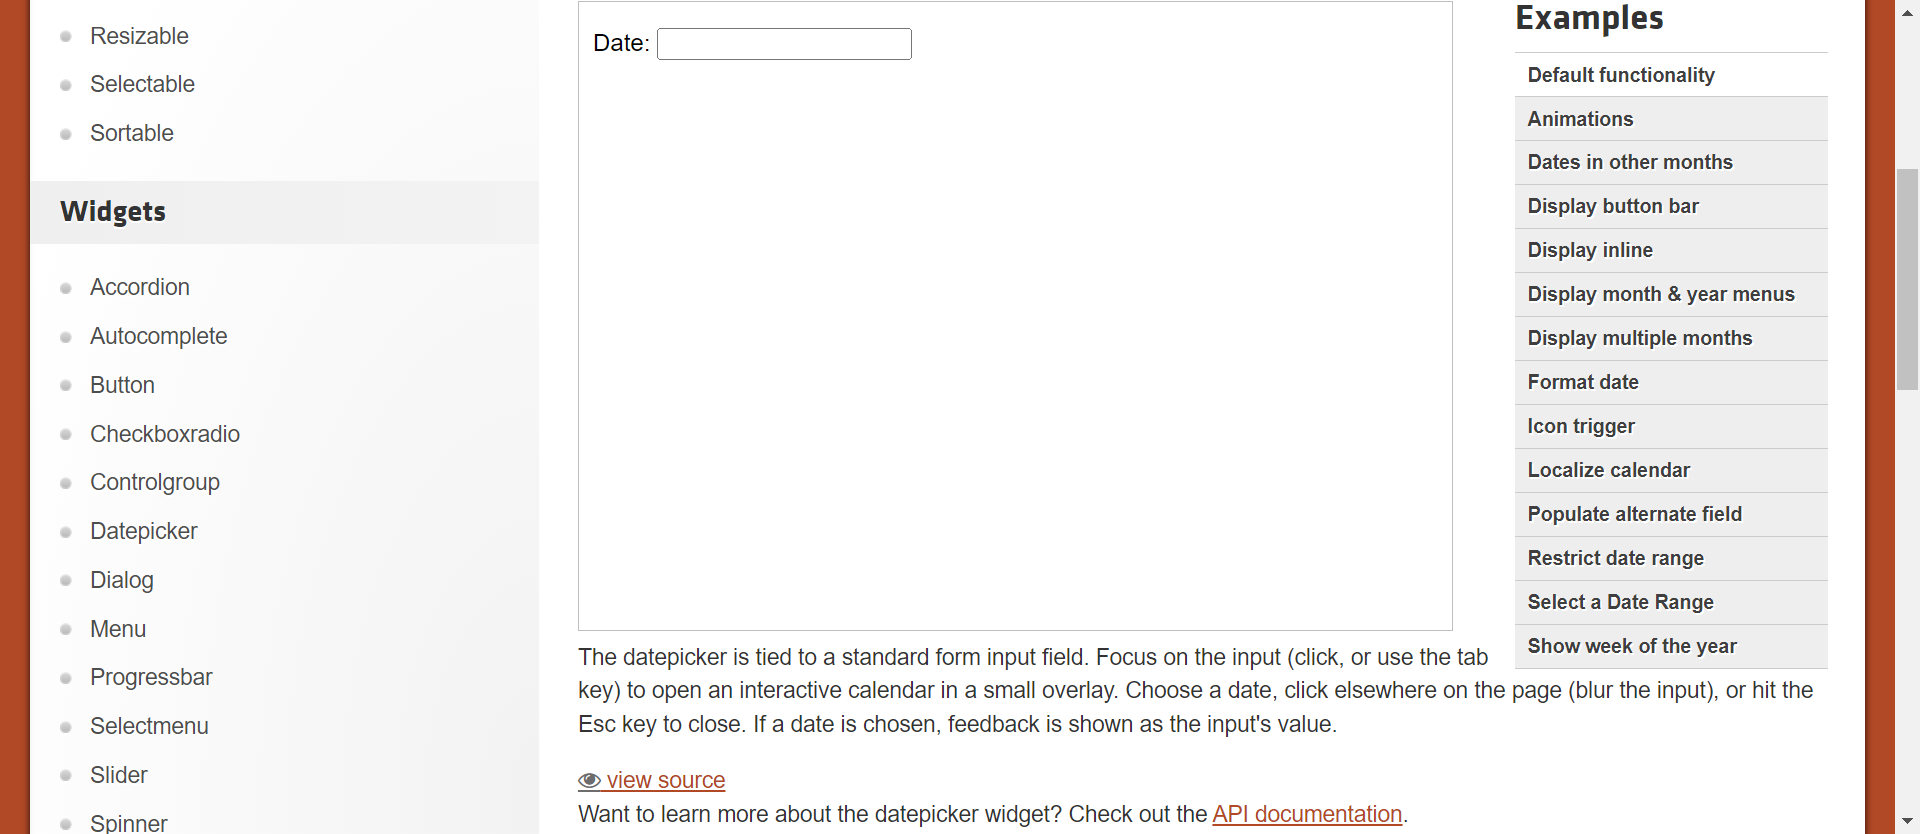 Resizable
Selectable
Sortable
Widgets
Accordion
Autocomplete
Button
Checkboxradio
Controlgroup
Datepicker
Dialog
Menu
Progressbar
Selectmenu
Slider
Spinner
Date:
The datepicker is tied to a standard form input field. Focus on the input (click, or use the tab
key) to open an interactive calendar in a small overlay. Choose a date, click elsewhere on the page (blur the input), or hit the
Esc key to close. If a date is chosen, feedback is shown as the input's value.
view source
Want to learn more about the datepicker widget? Check out the API documentation.
Examples
Default functionality
Animations
Dates in other months
Display button bar
Display inline
Display month & year menus
Display multiple months
Format date
Icon trigger
Localize calendar
Populate alternate field
Restrict date range
Select a Date Range
Show week of the year